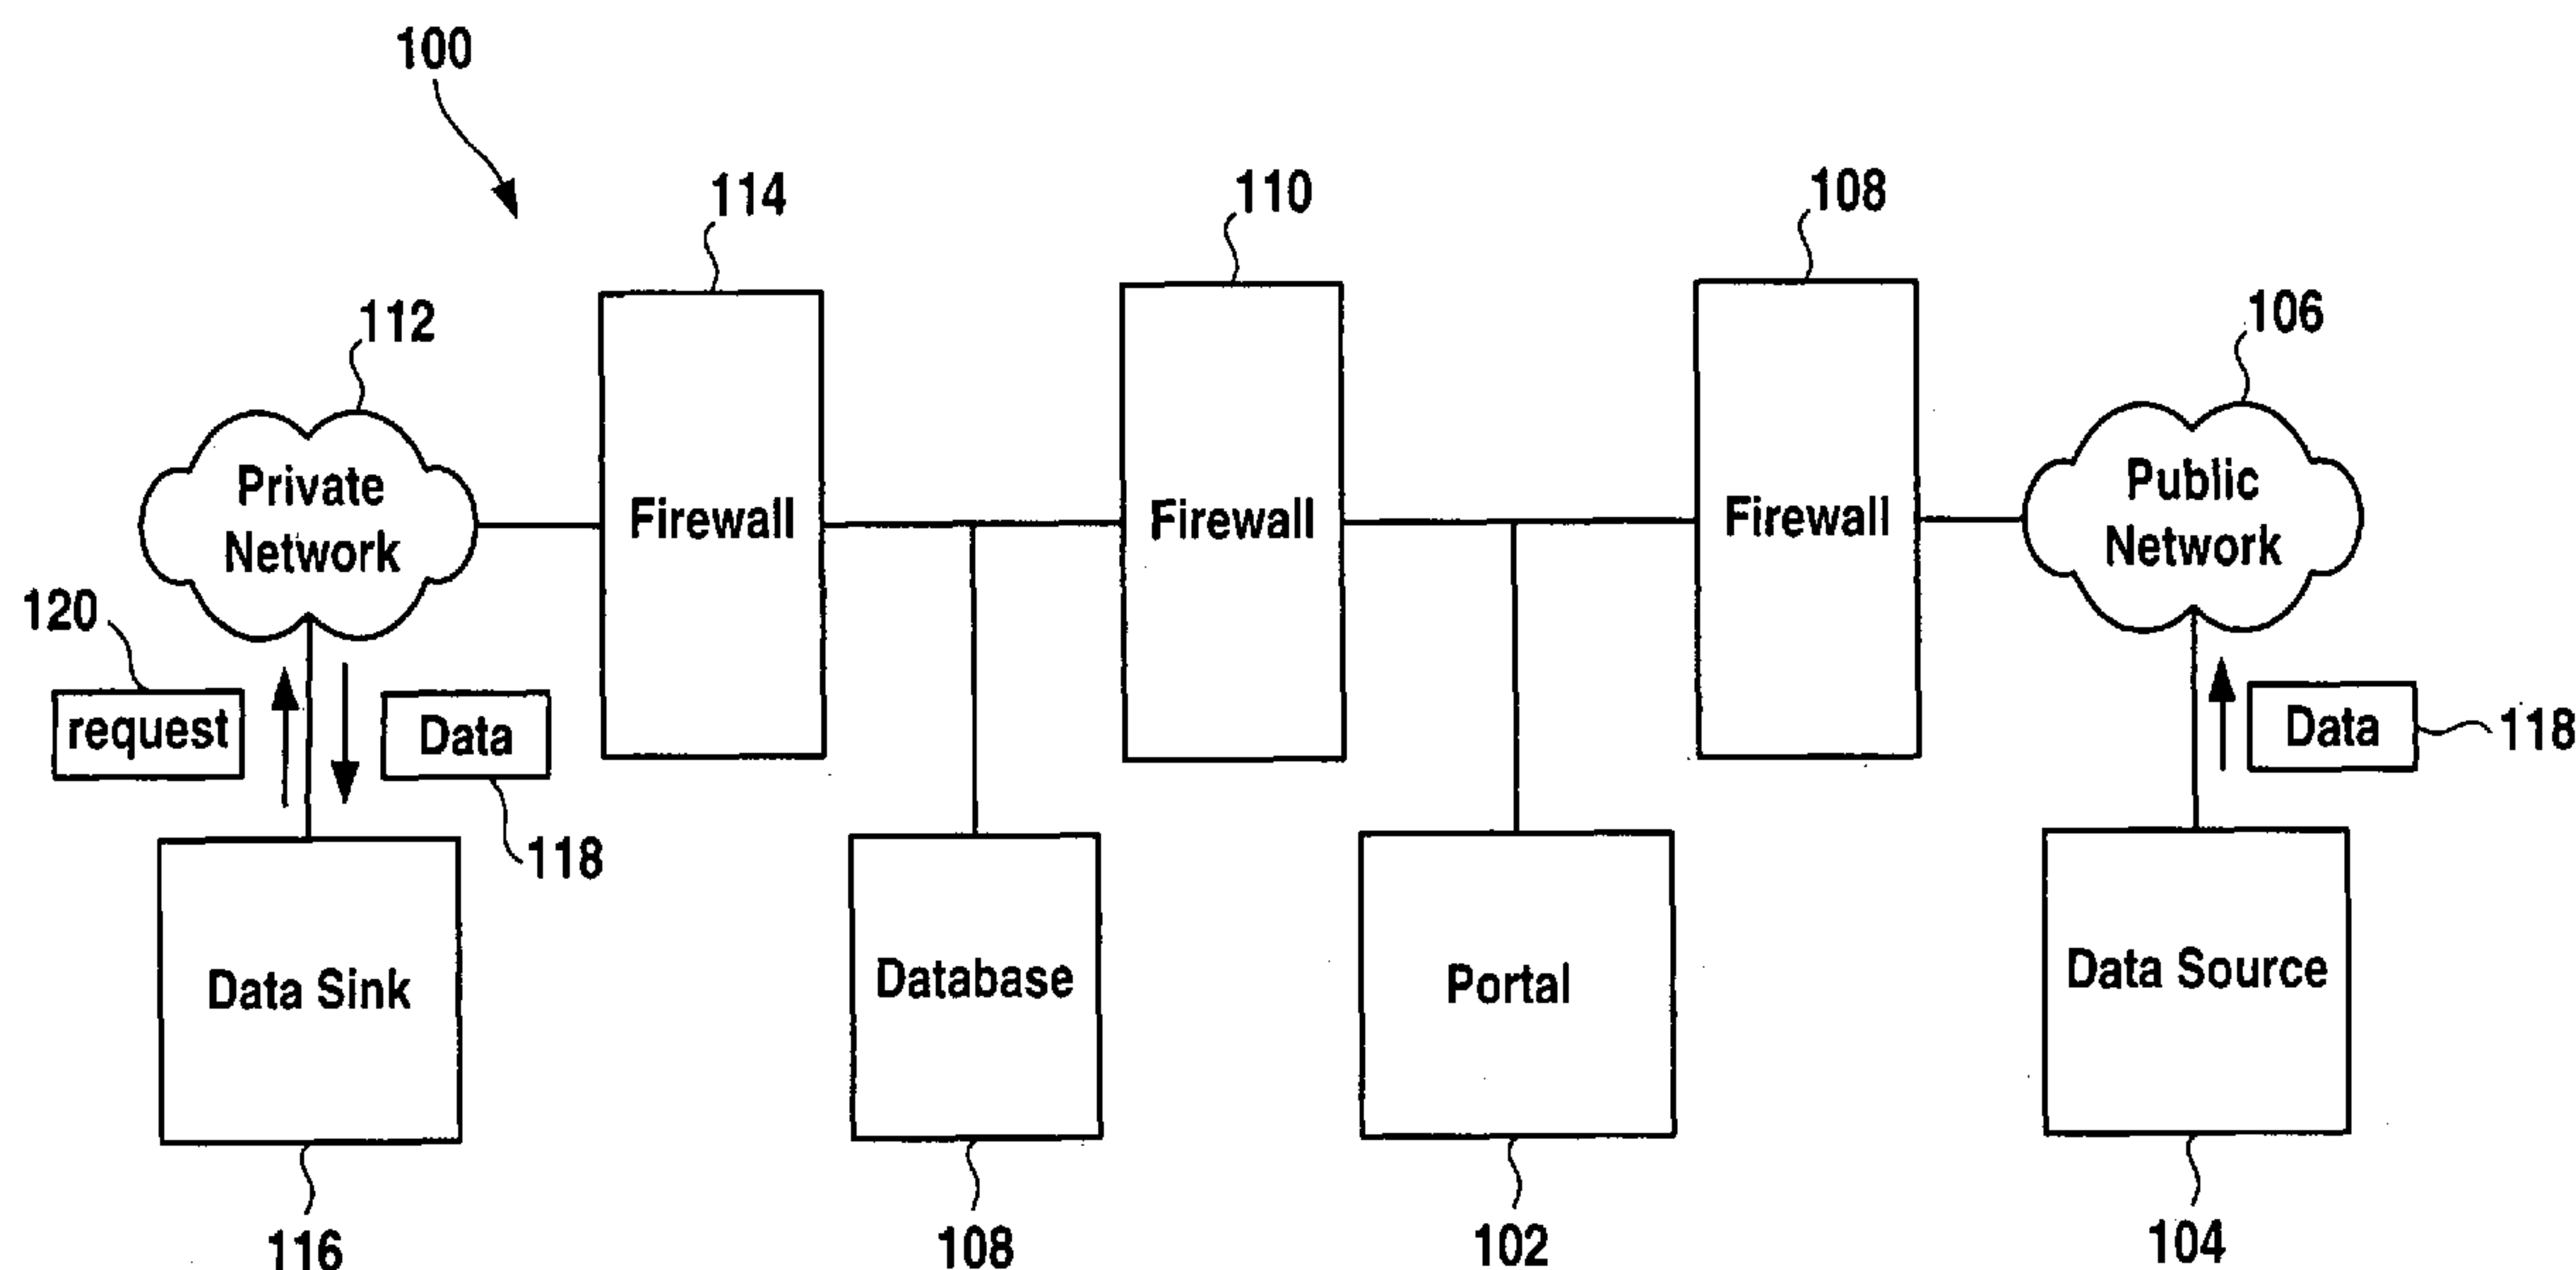 100
114
110
108
112
106
Private
Network
Firewall
Firewall
Firewall
Public
Network
120
request
Data
118
Data
118
Data Sink
Database
Portal
Data Source
116
108
102
104